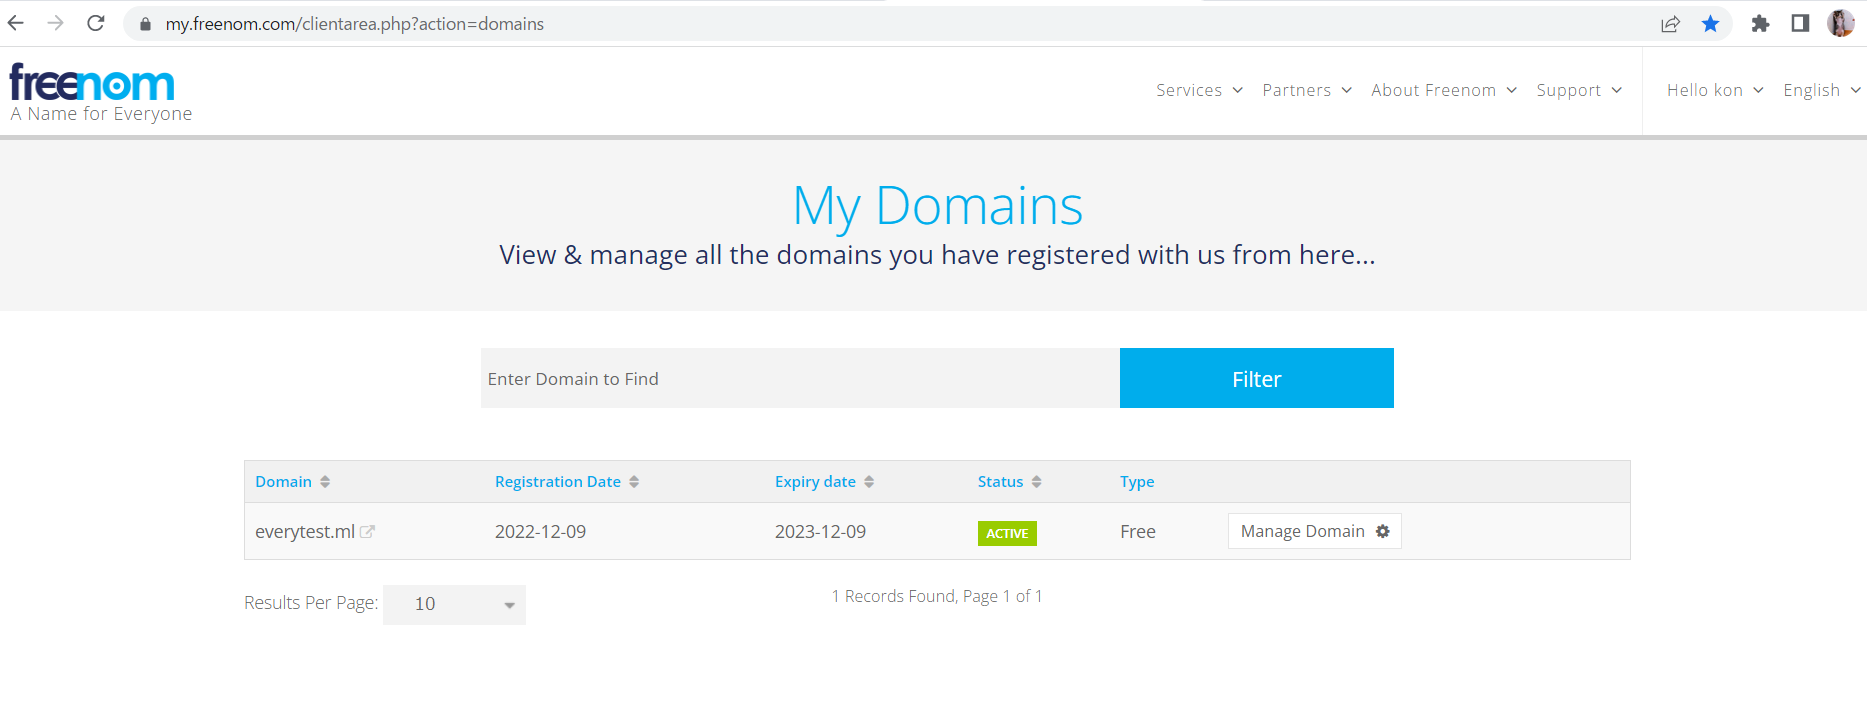 my.freenom.com/clientarea.php?action=domains
freenom
A Name for Everyone
Services Partners About Freenom Support Hello kon English
My Domains
View & manage all the domains you have registered with us from here...
Enter Domain to Find Filter
Domain Registration Date Expiry date Status Type
everytest.ml 2022-12-09 2023-12-09 ACTIVE Free Manage Domain
Results Per Page: 10 1 Records Found, Page 1 of 1